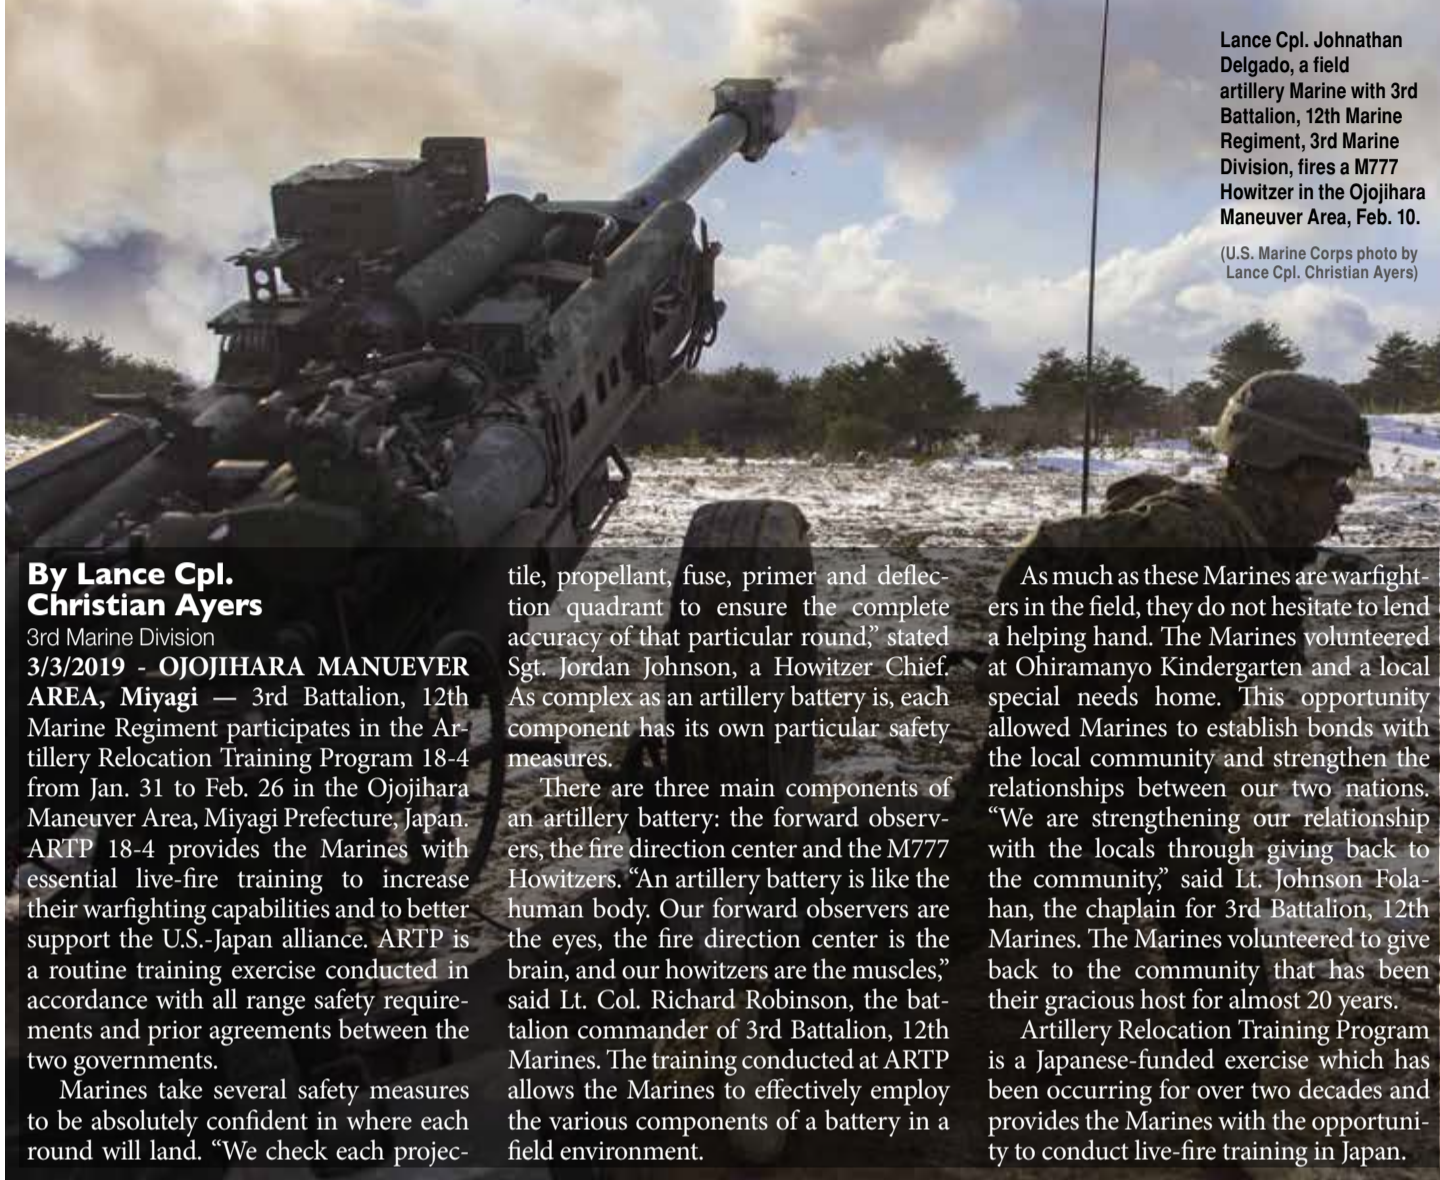 Lance Cpl. Johnathan
Delgado, a field
artillery Marine with 3rd
Battalion, 12th Marine
Regiment, 3rd Marine
Division, fires a M777
Howitzer in the Ojojihara
Maneuver Area, Feb. 10.
(U.S. Marine Corps photo by
Lance Cpl. Christian Ayers)
By Lance Cpl.
Christian Ayers
3rd Marine Division
3/3/2019 - OJOJIHARA MANUEVER
AREA, Miyagi — 3rd Battalion, 12th
Marine Regiment participates in the Ar-
tillery Relocation Training Program 18-4
from Jan. 31 to Feb. 26 in the Ojojihara
Maneuver Area, Miyagi Prefecture, Japan.
ARTP 18-4 provides the Marines with
essential live-fire training to increase
their warfighting capabilities and to better
support the U.S.-Japan alliance. ARTP is
a routine training exercise conducted in
accordance with all range safety require-
ments and prior agreements between the
two governments.
Marines take several safety measures
to be absolutely confident in where each
round will land. “We check each projec-
tile, propellant, fuse, primer and deflec-
tion quadrant to ensure the complete
accuracy of that particular round,” stated
Sgt. Jordan Johnson, a Howitzer Chief.
As complex as an artillery battery is, each
component has its own particular safety
measures.
There are three main components of
an artillery battery: the forward observ-
ers, the fire direction center and the M777
Howitzers. “An artillery battery is like the
human body. Our forward observers are
the eyes, the fire direction center is the
brain, and our howitzers are the muscles,”
said Lt. Col. Richard Robinson, the bat-
talion commander of 3rd Battalion, 12th
Marines. The training conducted at ARTP
allows the Marines to effectively employ
the various components of a battery in a
field environment.
As much as these Marines are warfight-
ers in the field, they do not hesitate to lend
a helping hand. The Marines volunteered
at Ohiramanyo Kindergarten and a local
special needs home. This opportunity
allowed Marines to establish bonds with
the local community and strengthen the
relationships between our two nations.
“We are strengthening our relationship
with the locals through giving back to
the community,” said Lt. Johnson Fola-
han, the chaplain for 3rd Battalion, 12th
Marines. The Marines volunteered to give
back to the community that has been
their gracious host for almost 20 years.
Artillery Relocation Training Program
is a Japanese-funded exercise which has
been occurring for over two decades and
provides the Marines with the opportuni-
ty to conduct live-fire training in Japan.